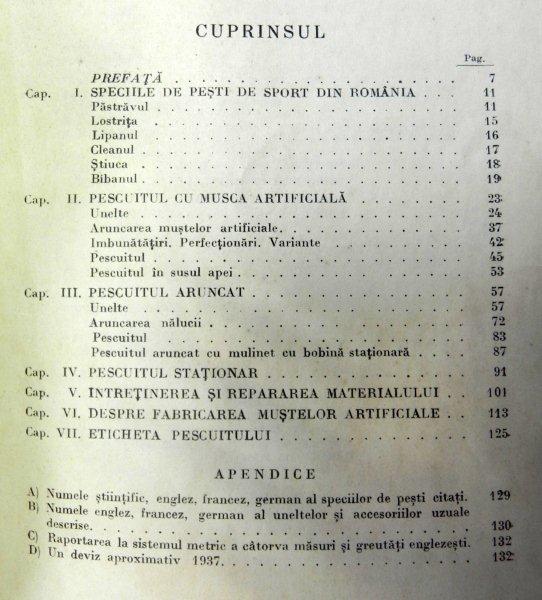 CUPRINSUL
Pag.
PREFAȚĂ . . . . . . . . . . . . . . . . . . 7
Cap. I. SPECIILE DE PEȘTI DE SPORT DIN ROMÂNIA . . . 11
Păstrăvul . . . . . . . . . . . . . . . . . . 11
Lostrița . . . . . . . . . . . . . . . . . . 15
Lipanul . . . . . . . . . . . . . . . . . . 16
Cleanul . . . . . . . . . . . . . . . . . . 17
Știuca . . . . . . . . . . . . . . . . . . 18
Bibanul . . . . . . . . . . . . . . . . . . 19
Cap. II. PESCUITUL CU MUSCA ARTIFICIALĂ . . . . . . 23
Unelte . . . . . . . . . . . . . . . . . . 24
Aruncarea muștelor artificiale . . . . . . . . . . 37
Imbunătățiri. Perfecționări. Variante . . . . . . . 42
Pescuitul . . . . . . . . . . . . . . . . . . 45
Pescuitul în susul apei . . . . . . . . . . . . . 53
Cap. III. PESCUITUL ARUNCAT . . . . . . . . . . . . 57
Unelte . . . . . . . . . . . . . . . . . . 57
Aruncarea nălucii . . . . . . . . . . . . . . . 72
Pescuitul . . . . . . . . . . . . . . . . . . 83
Pescuitul aruncat cu mulinet cu bobină staționară . . . 87
Cap. IV. PESCUITUL STAȚIONAR . . . . . . . . . . . 91
Cap. V. INTREȚINEREA ȘI REPARAREA MATERIALULUI . . 101
Cap. VI. DESPRE FABRICAREA MUȘTELOR ARTIFICIALE . . 113
Cap. VII. ETICHETA PESCUITULUI . . . . . . . . . . . 125
APENDICE
A) Numele științific, englez, francez, german al speciilor de pești citați. 129
B) Numele englez, francez, german al uneltelor și accesoriilor uzuale
descrise. . . . . . . . . . . . . . . . . . . 130
C) Raportarea la sistemul metric a câtorva măsuri și greutăți englezești. 132
D) Un deviz aproximativ 1937. . . . . . . . . . . . . 132